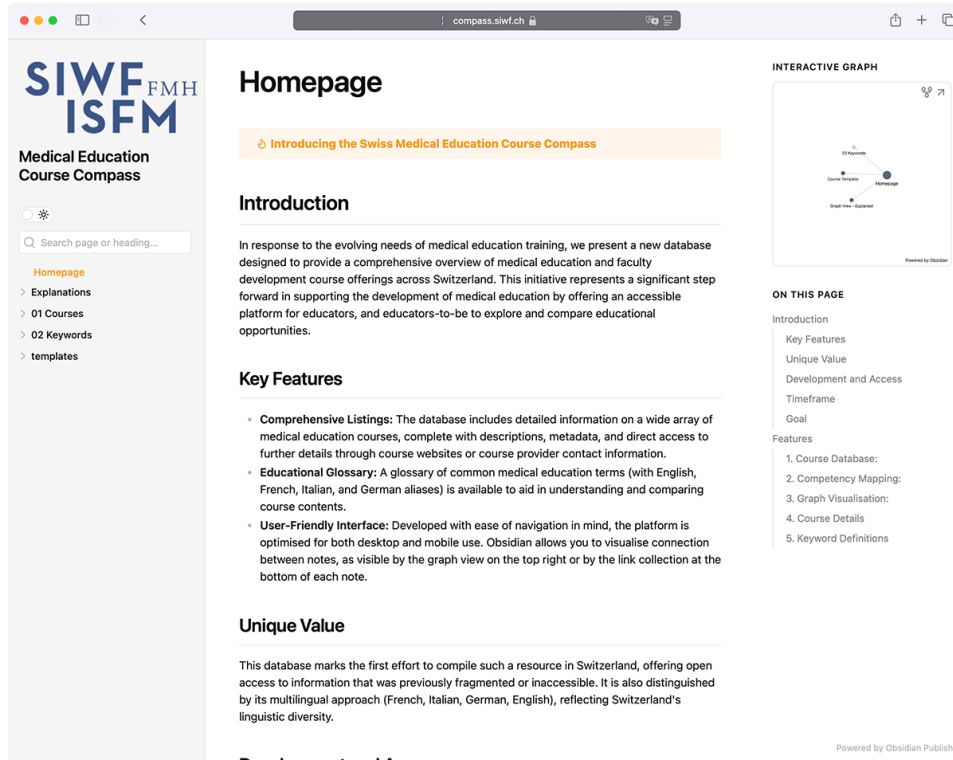 compass.siwf.ch
SIWF FMH
ISFM
Medical Education
Course Compass
Search page or heading...
Homepage
Explanations
01 Courses
02 Keywords
templates
Homepage
Introducing the Swiss Medical Education Course Compass
Introduction
In response to the evolving needs of medical education training, we present a new database
designed to provide a comprehensive overview of medical education and faculty
development course offerings across Switzerland. This initiative represents a significant step
forward in supporting the development of medical education by offering an accessible
platform for educators, and educators-to-be to explore and compare educational
opportunities.
Key Features
Comprehensive Listings: The database includes detailed information on a wide array of
medical education courses, complete with descriptions, metadata, and direct access to
further details through course websites or course provider contact information.
Educational Glossary: A glossary of common medical education terms (with English,
French, Italian, and German aliases) is available to aid in understanding and comparing
course contents.
User-Friendly Interface: Developed with ease of navigation in mind, the platform is
optimised for both desktop and mobile use. Obsidian allows you to visualise connection
between notes, as visible by the graph view on the top right or by the link collection at the
bottom of each note.
Unique Value
This database marks the first effort to compile such a resource in Switzerland, offering open
access to information that was previously fragmented or inaccessible. It is also distinguished
by its multilingual approach (French, Italian, German, English), reflecting Switzerland's
linguistic diversity.
INTERACTIVE GRAPH
02 Keywords
Course Template
Homepage
Graph View - Explained
Powered by Obsidian
ON THIS PAGE
Introduction
Key Features
Unique Value
Development and Access
Timeframe
Goal
Features
1. Course Database:
2. Competency Mapping:
3. Graph Visualisation:
4. Course Details
5. Keyword Definitions
Powered by Obsidian Publish